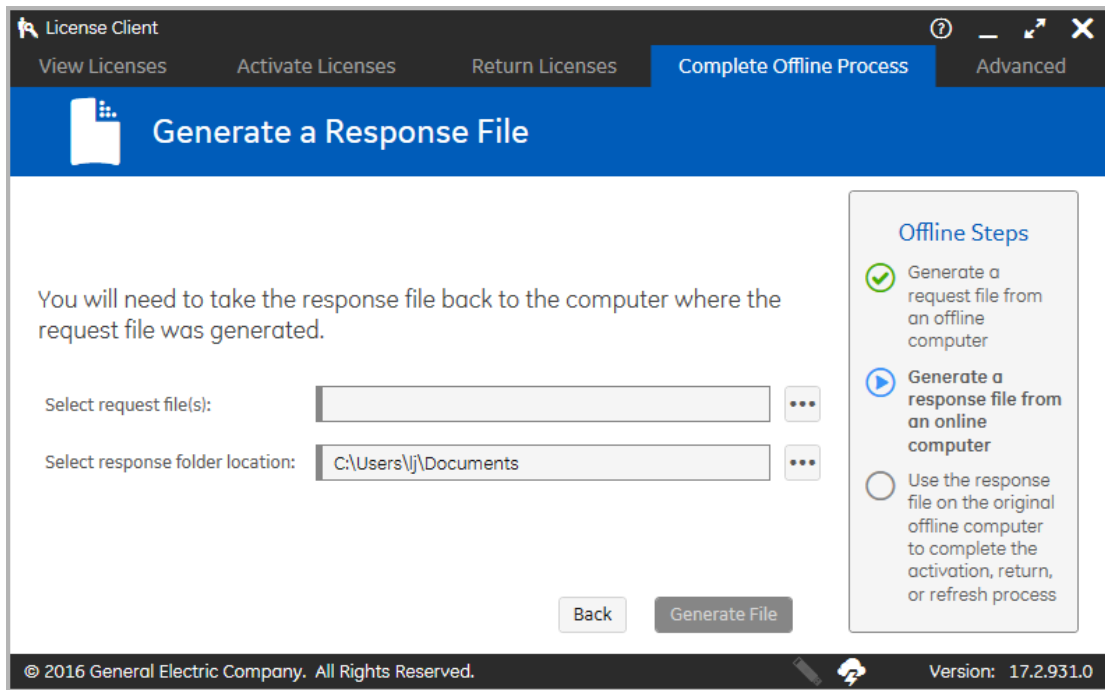 License Client
View Licenses Activate Licenses Return Licenses Complete Offline Process Advanced
Generate a Response File
You will need to take the response file back to the computer where the
request file was generated.
Select request file(s):
Select response folder location: C:\Users\lj\Documents
Back Generate File
Offline Steps
Generate a
request file from
an offline
computer
Generate a
response file from
an online
computer
Use the response
file on the original
offline computer
to complete the
activation, return,
or refresh process
© 2016 General Electric Company. All Rights Reserved. Version: 17.2.931.0